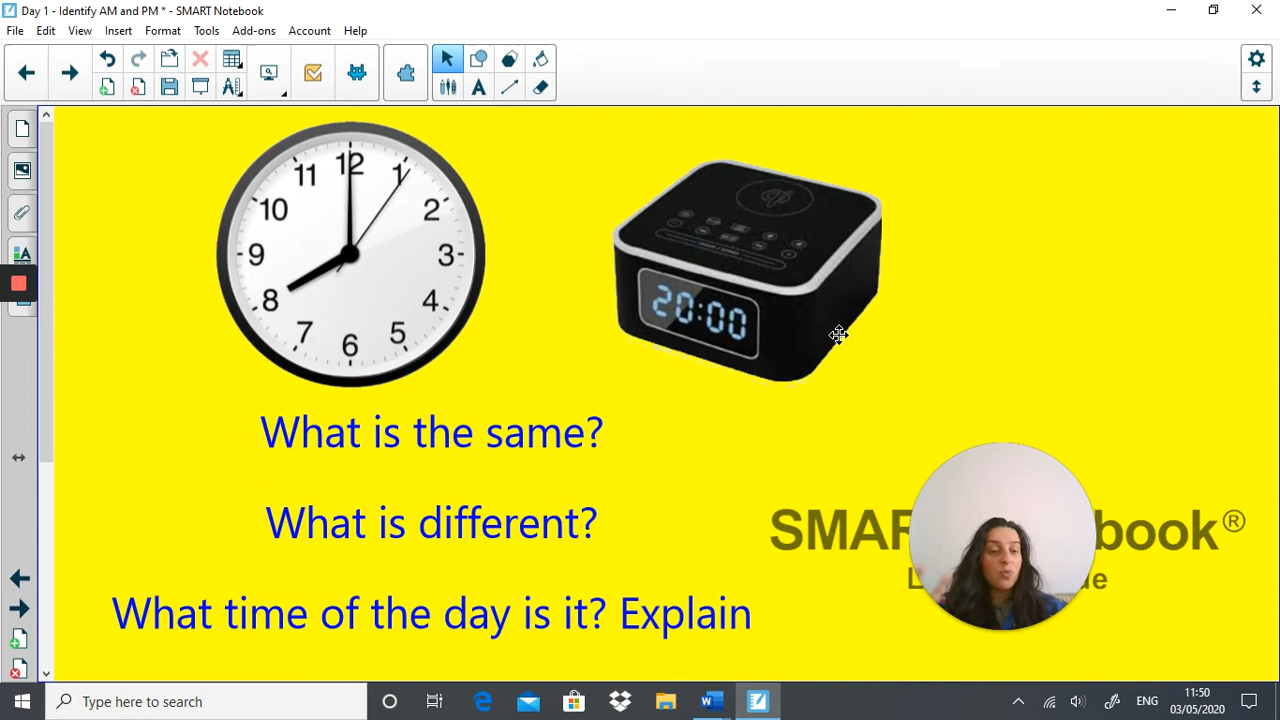 Day 1 - Identify AM and PM * - SMART Notebook
File Edit View Insert Format Tools Add-ons Account Help
12
11 1
10 2
9 3
8 4
7 5
6
20:00
What is the same?
What is different?
What time of the day is it? Explain
SMAR book®
L de
Type here to search
ENG
11:50
03/05/2020